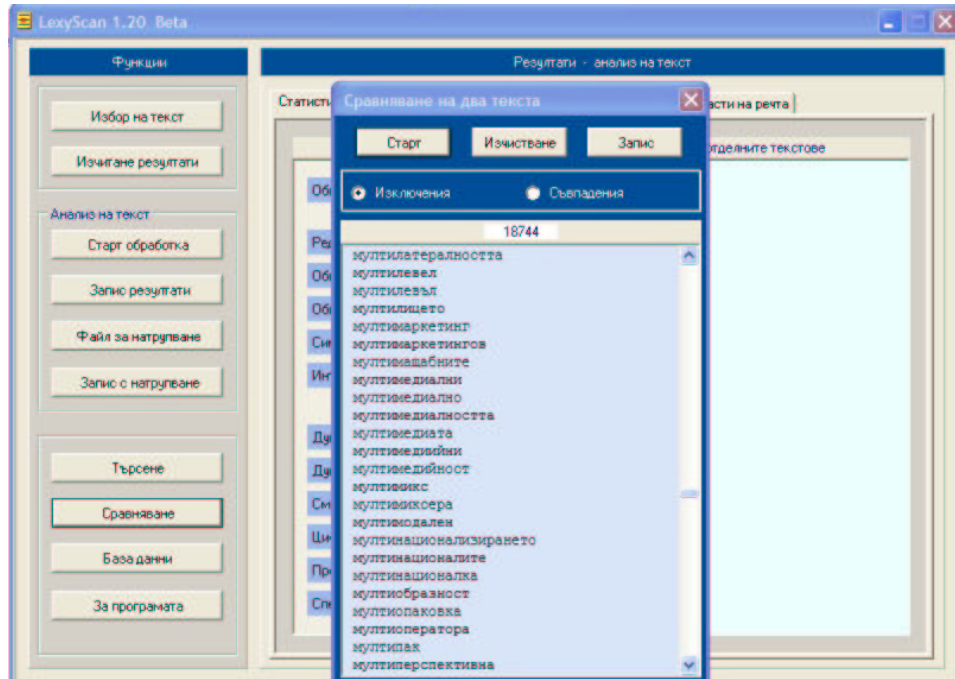 LexyScan 1.20 Beta
Функции
Избор на текст
Изчитане резултати
Анализ на текст
Старт обработка
Запис резултати
Файл за натрупване
Запис с натрупване
Търсене
Сравняване
База данни
За програмата
Резултати - анализ на текст
Статисти
асти на речта
отделните текстове
Сравняване на два текста
Старт
Изчистване
Запис
Изключения
Съвпадения
18744
мултилатералността
мултилевел
мултилевъл
мултилицето
мултимаркетинг
мултимаркетингов
мултимащабните
мултимедиални
мултимедиално
мултимедиалността
мултимедиата
мултимедиийни
мултимедийност
мултимикс
мултимиксера
мултимодален
мултинационализирането
мултинационалите
мултинационалка
мултиобразност
мултиопаковка
мултиоператора
мултипак
мултиперспективна